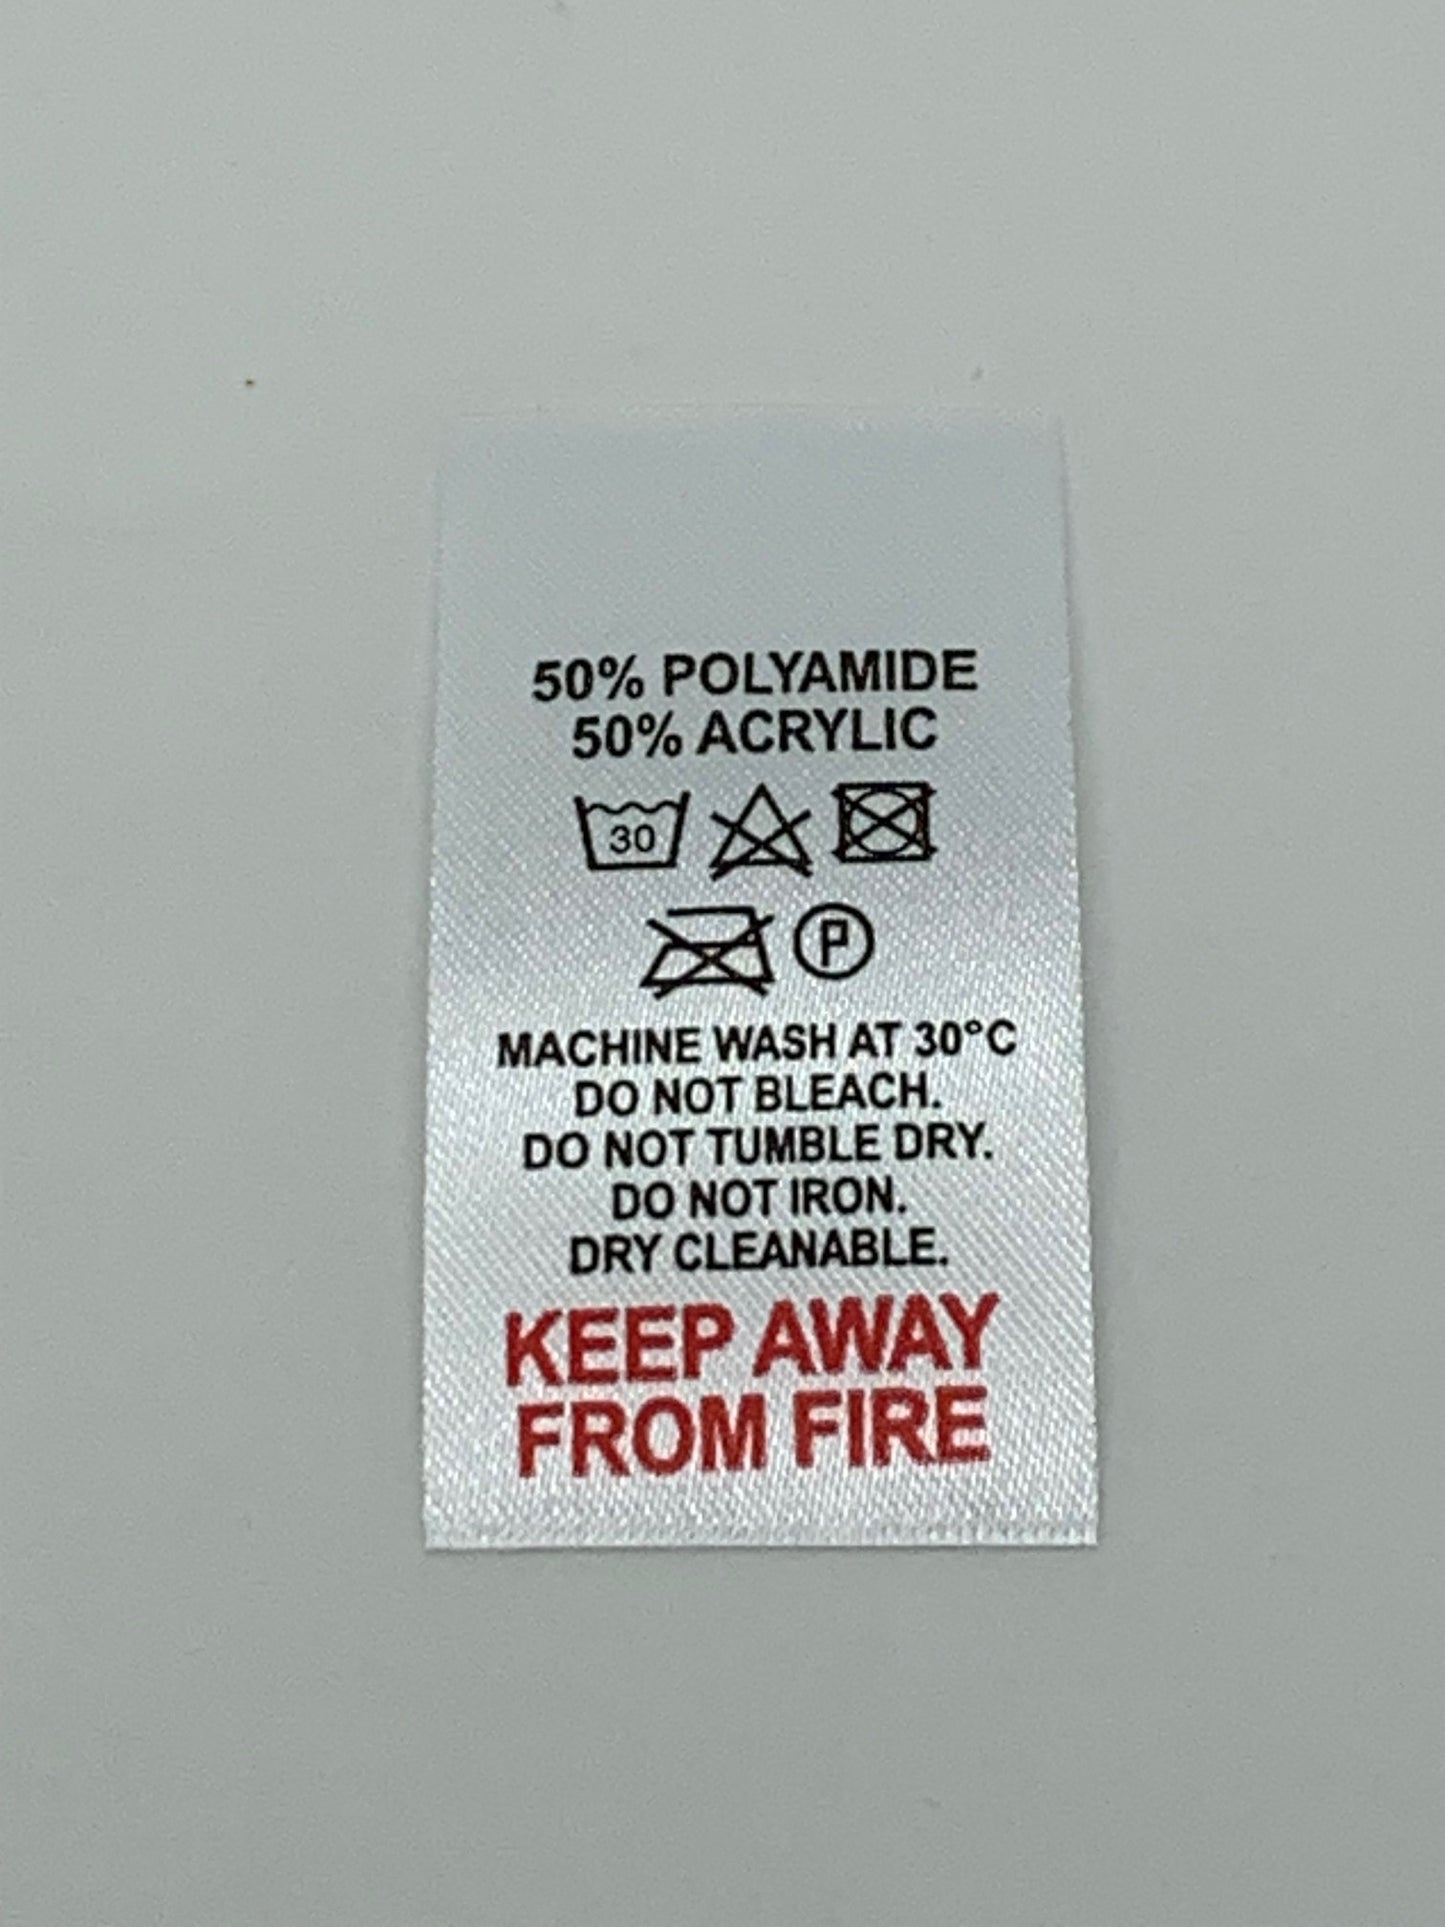 50% POLYAMIDE
50% ACRYLIC
30
P
MACHINE WASH AT 30°C
DO NOT BLEACH.
DO NOT TUMBLE DRY.
DO NOT IRON.
DRY CLEANABLE.
KEEP AWAY
FROM FIRE